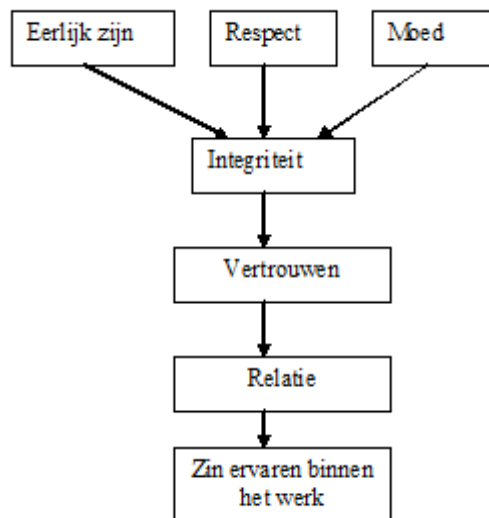 Eerlijk zijn
Respect
Moed
Integriteit
Vertrouwen
Relatie
Zin ervaren binnen
het werk